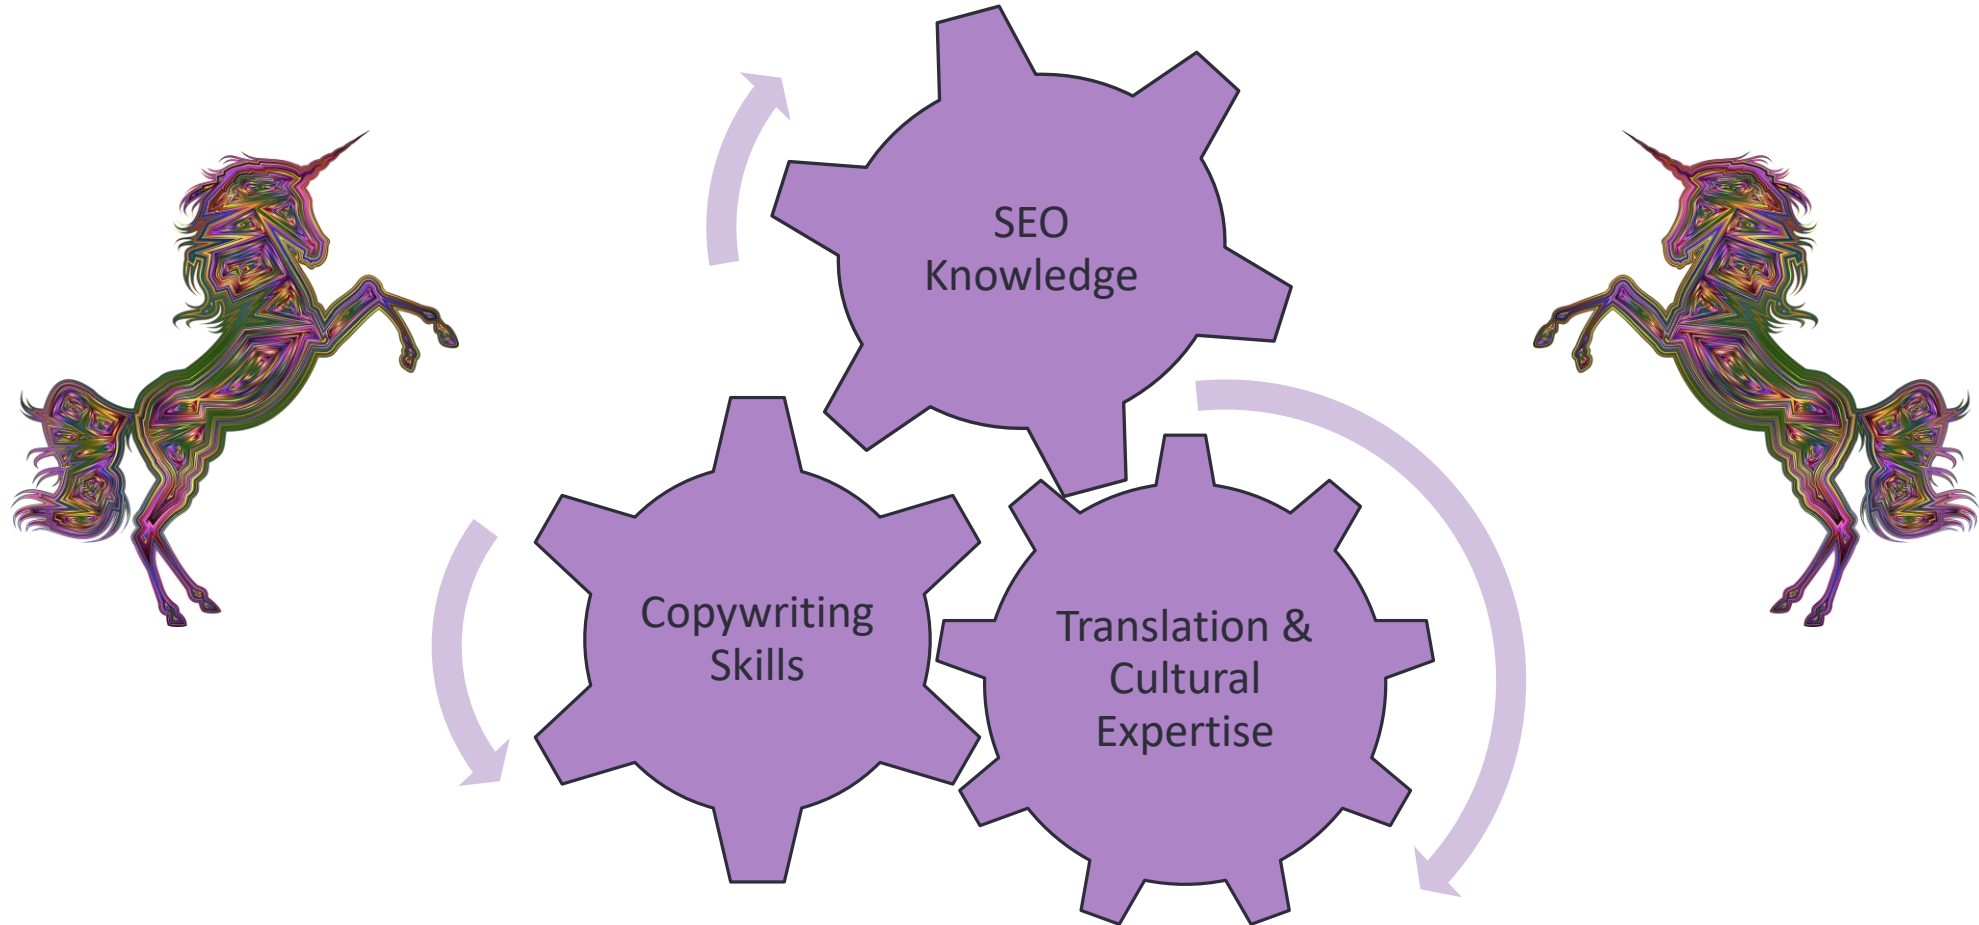 SEO
Knowledge
Copywriting
Skills
Translation &
Cultural
Expertise